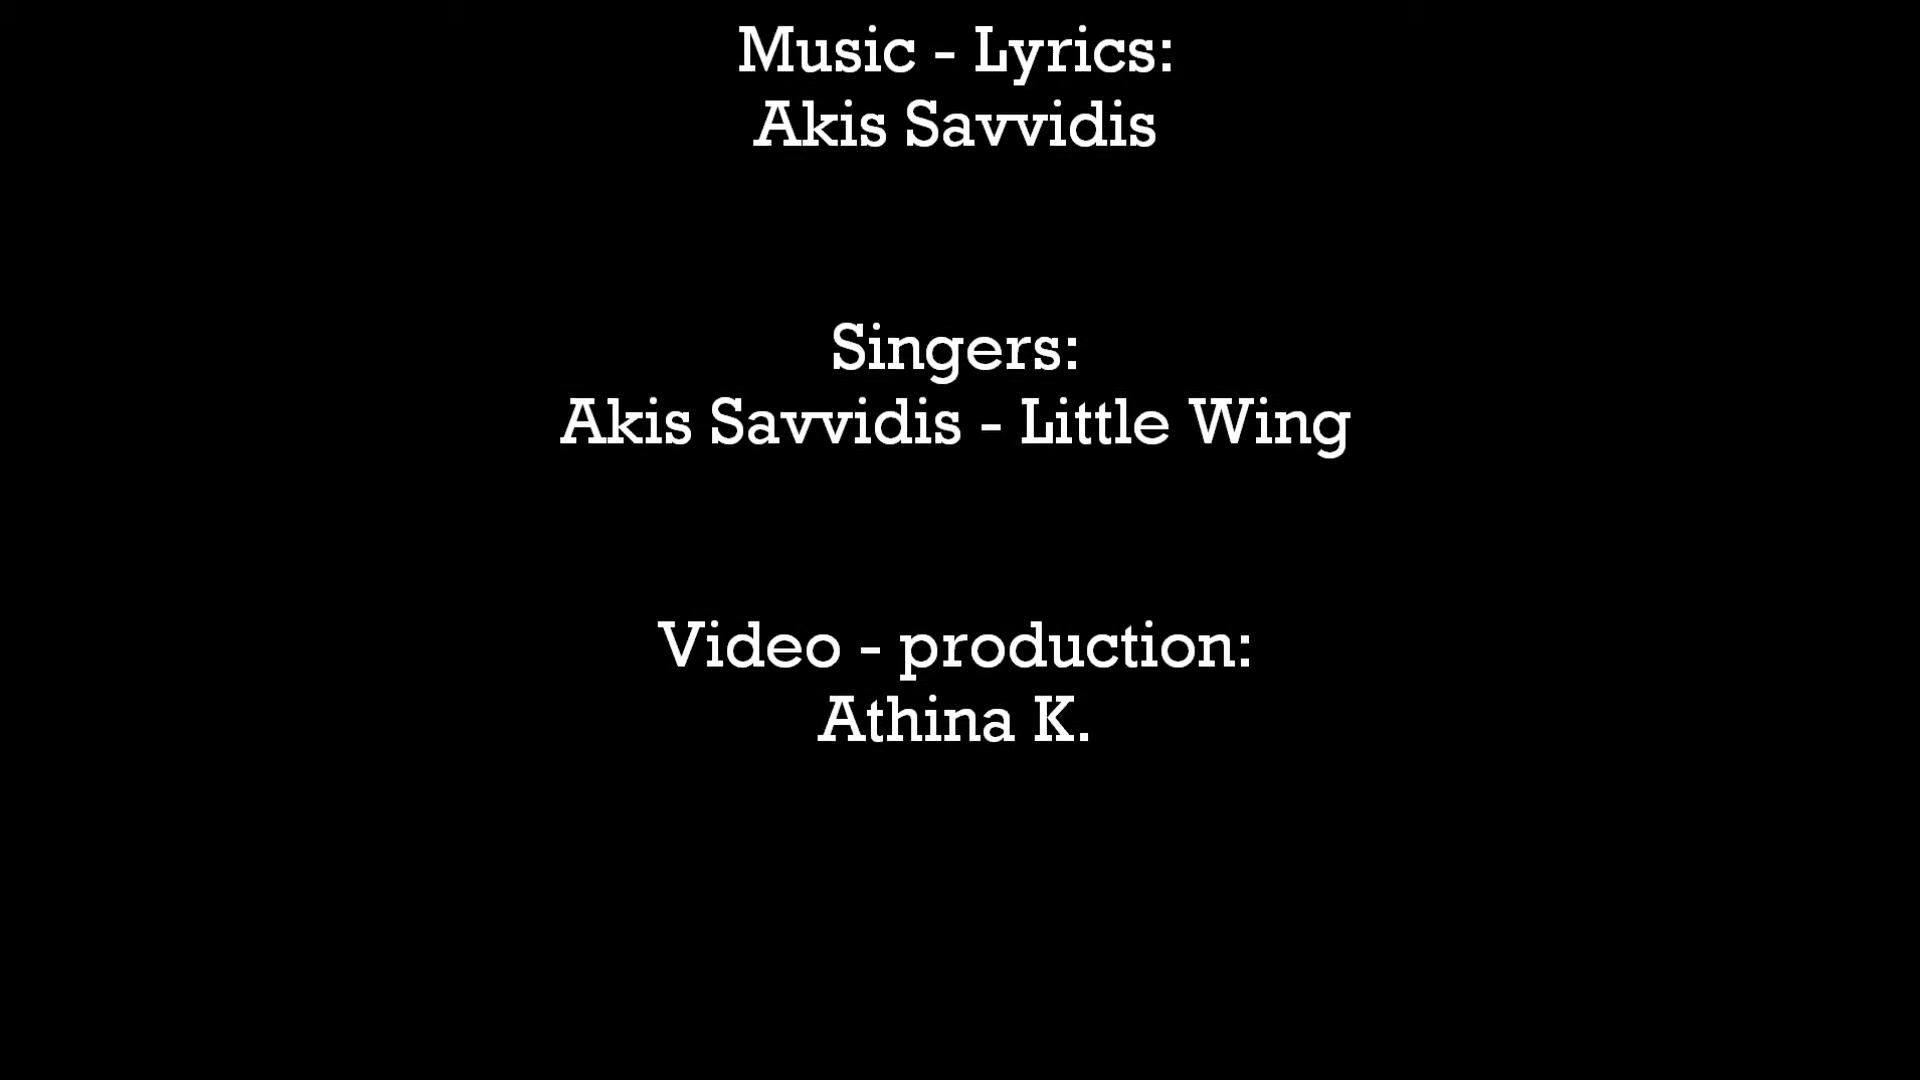 Music - Lyrics:
Akis Savvidis
Singers:
Akis Savvidis - Little Wing
Video - production:
Athina K.